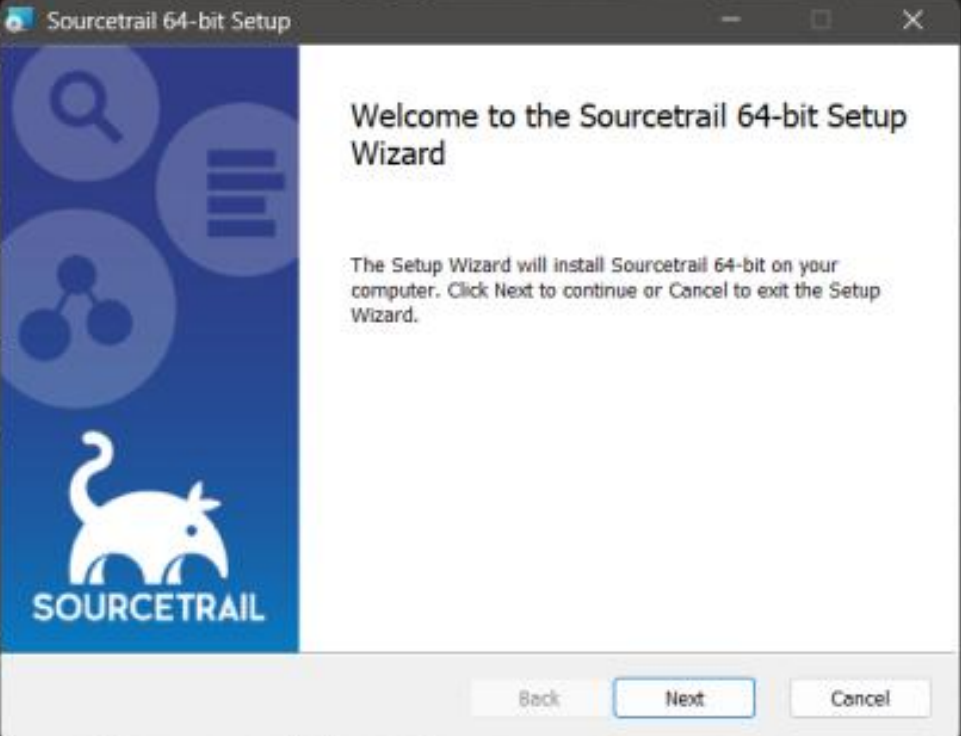 Sourcetrail 64-bit Setup
Welcome to the Sourcetrail 64-bit Setup
Wizard
The Setup Wizard will install Sourcetrail 64-bit on your
computer. Click Next to continue or Cancel to exit the Setup
Wizard.
SOURCETRAIL
Back
Next
Cancel